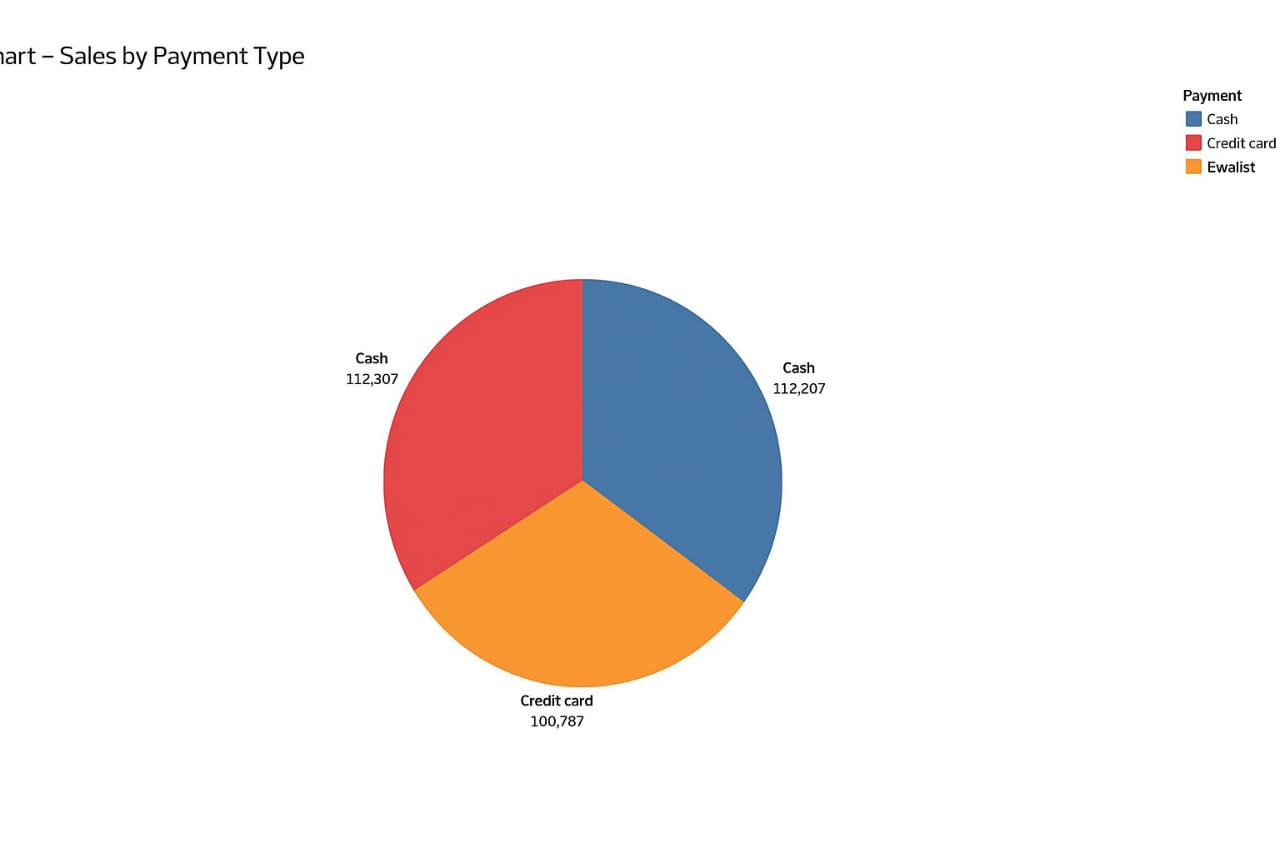 art – Sales by Payment Type
Payment
Cash
Credit card
Ewalist
Cash
112,307
Cash
112,207
Credit card
100,787